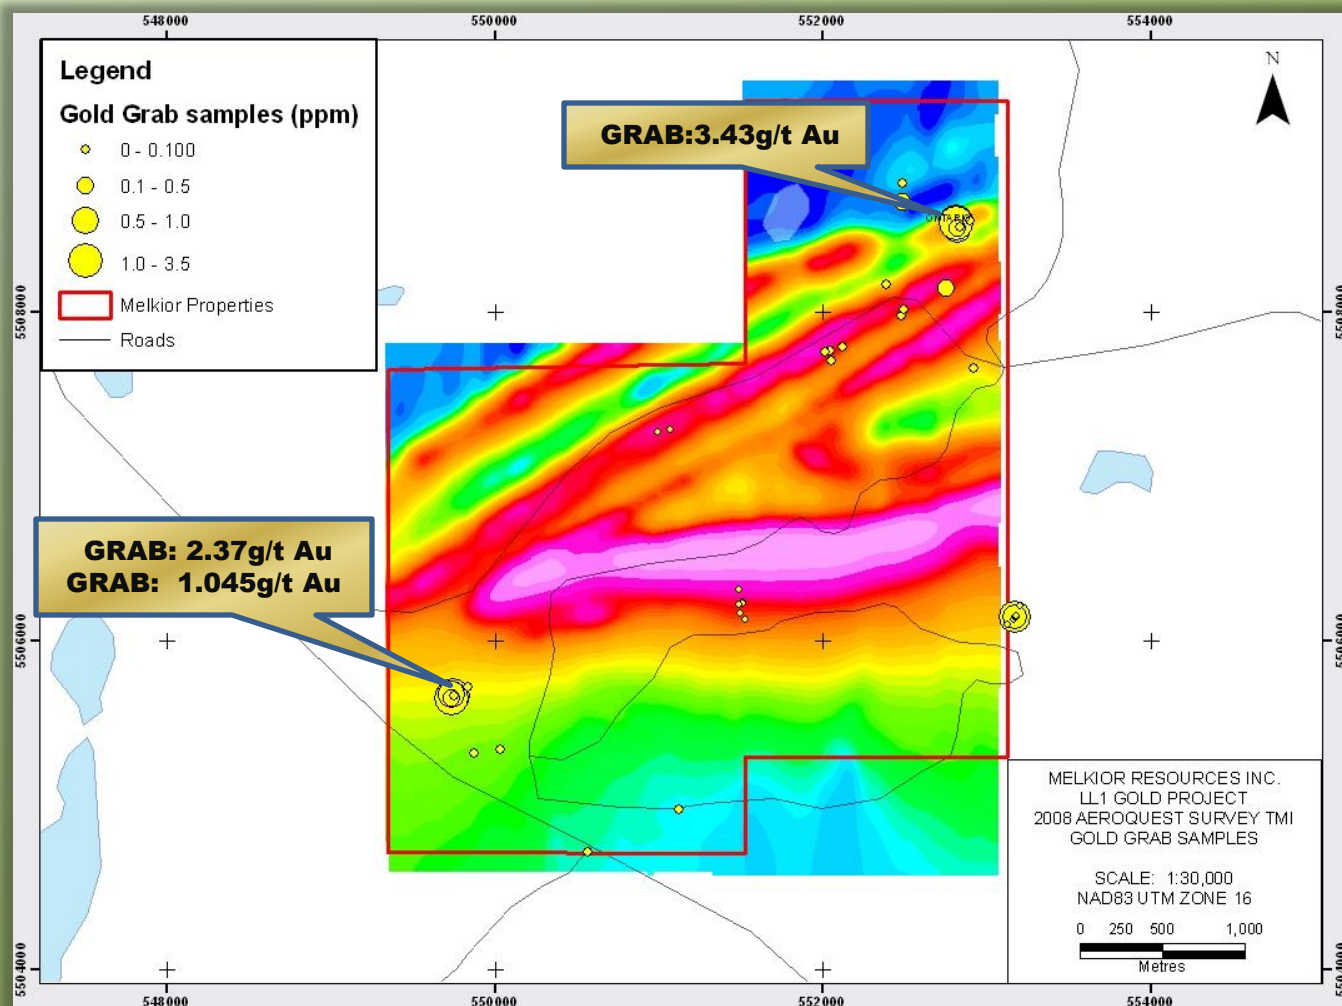 548000
550000
552000
554000
Legend
Gold Grab samples (ppm)
0 - 0.100
0.1 - 0.5
0.5 - 1.0
1.0 - 3.5
Melkior Properties
Roads
N
GRAB:3.43g/t Au
5508000
5508000
GRAB: 2.37g/t Au
GRAB: 1.045g/t Au
5506000
5506000
MELKIOR RESOURCES INC.
LL1 GOLD PROJECT
2008 AEROQUEST SURVEY TMI
GOLD GRAB SAMPLES
SCALE: 1:30,000
NAD83 UTM ZONE 16
0 250 500 1,000
Metres
5504000
5504000
548000
550000
552000
554000